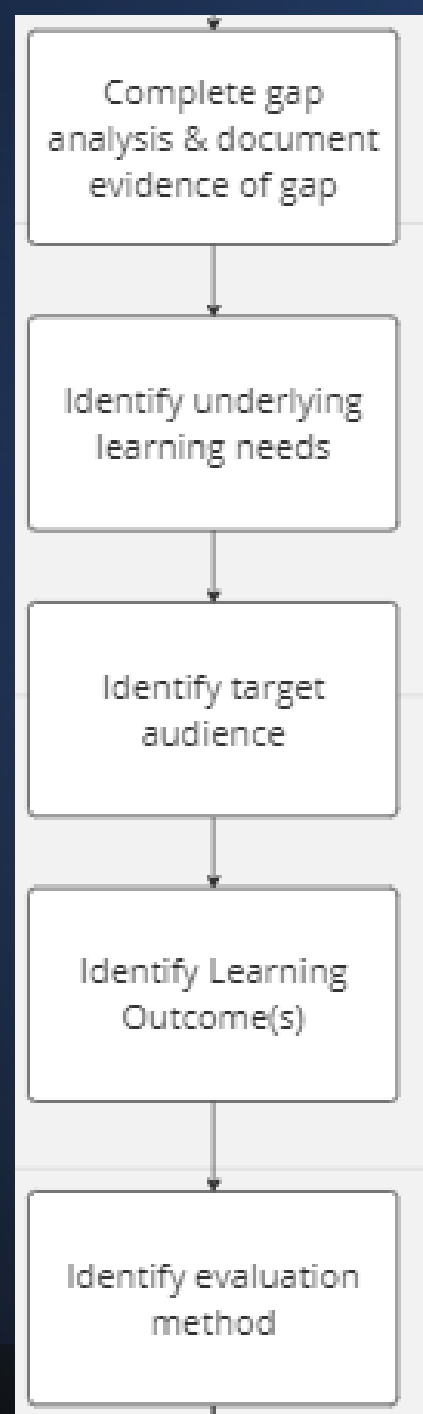 Complete gap
analysis & document
evidence of gap
Identify underlying
learning needs
Identify target
audience
Identify Learning
Outcome(s)
Identify evaluation
method